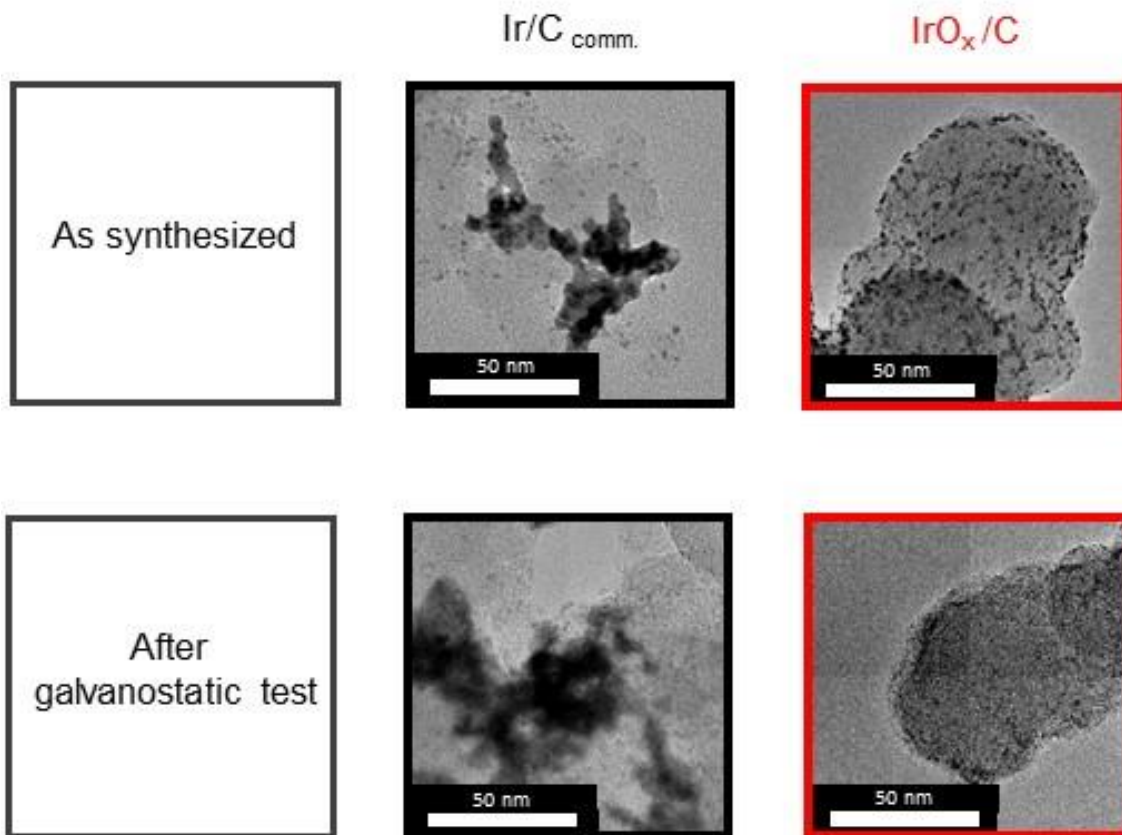 Ir/C comm.
IrOx/C
As synthesized
50 nm
50 nm
After
galvanostatic test
50 nm
50 nm